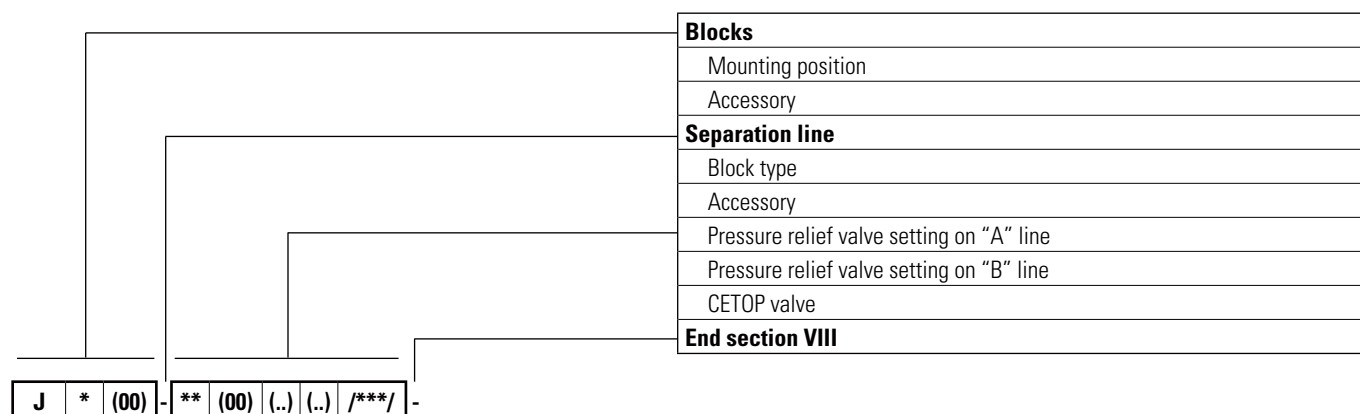 Blocks
Mounting position
Accessory
Separation line
Block type
Accessory
Pressure relief valve setting on “A” line
Pressure relief valve setting on “B” line
CETOP valve
End section VIII
J * (00) - ** (00) (..) (..) /***/ -